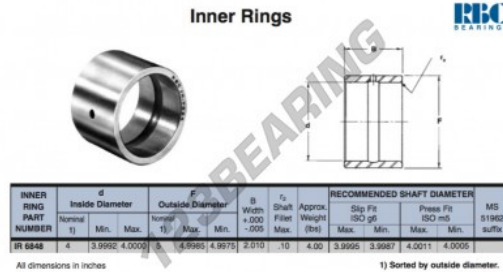 Inner Rings
RBC
BEARINGS
B
d
F
123BEARING
INNER RING PART NUMBER
d Inside Diameter
F Outside Diameter
B Width +.000 -.005
Shaft Fillet Max.
Approx. Weight (lbs)
RECOMMENDED SHAFT DIAMETER
MS 51962 suffix
Nominal 1) Min. Max.
Nominal 1) Max. Min.
Slip Fit ISO g6
Press Fit ISO m5
Max. Min. Max. Min.
IR 6848 4 3.9992 4.0000 5 4.9985 4.9975 2.010 .10 4.00 3.9995 3.9987 4.0011 4.0005
All dimensions in inches
1) Sorted by outside diameter.